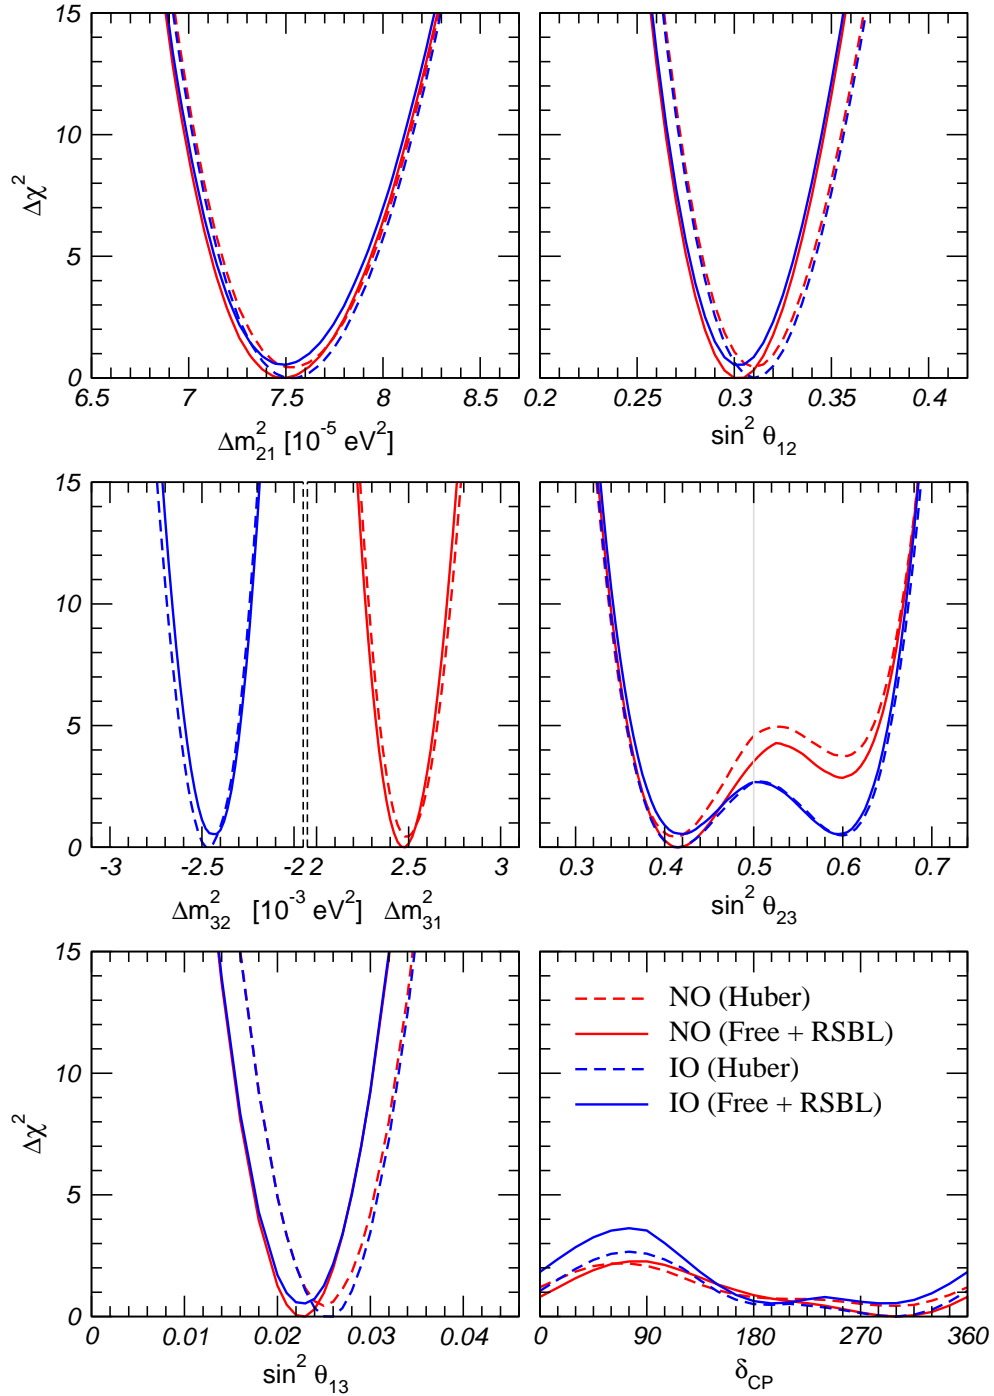 15
10
5
0
Δχ²
6.5 7 7.5 8 8.5
Δm²₂₁ [10⁻⁵ eV²]
0.2 0.25 0.3 0.35 0.4
sin² θ₁₂
15
10
5
0
-3 -2.5 -2 2 2.5 3
Δm²₃₂ [10⁻³ eV²] Δm²₃₁
0.3 0.4 0.5 0.6 0.7
sin² θ₂₃
15
10
5
0
Δχ²
0 0.01 0.02 0.03 0.04
sin² θ₁₃
NO (Huber)
NO (Free + RSBL)
IO (Huber)
IO (Free + RSBL)
0 90 180 270 360
δCP